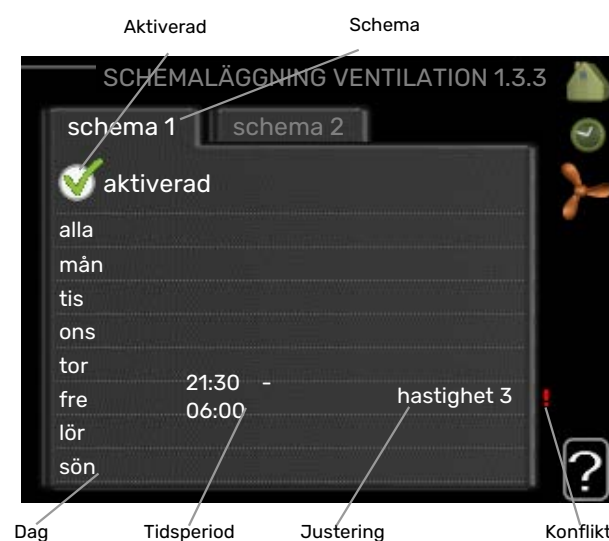 Aktiverad
Schema
SCHEMALÄGGNING VENTILATION 1.3.3
schema 1
schema 2
aktiverad
alla
mån
tis
ons
tor
fre
21:30 -
06:00
hastighet 3
!
lör
sön
?
Dag
Tidsperiod
Justering
Konflikt